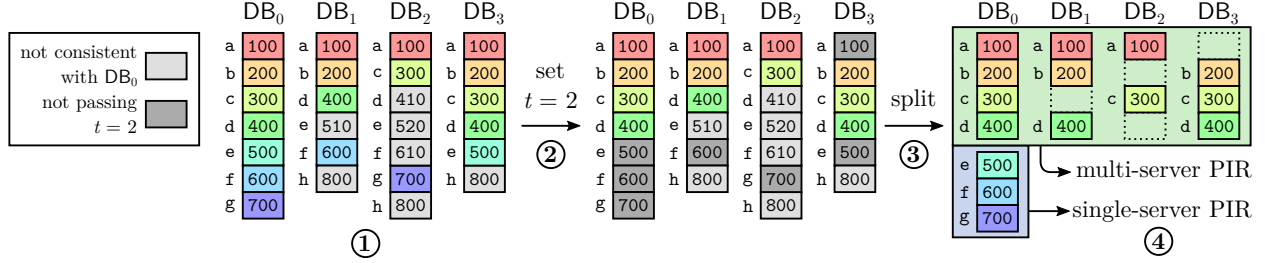 not consistent
with DB₀
not passing
t = 2
DB₀ DB₁ DB₂ DB₃
a 100 a 100 a 100 a 100
b 200 b 200 c 300 b 200
c 300 d 400 d 410 c 300
d 400 e 510 e 520 d 400
e 500 f 600 f 610 e 500
f 600 h 800 g 700 h 800
g 700 h 800
①
set
t = 2
②
DB₀ DB₁ DB₂ DB₃
a 100 a 100 a 100 a 100
b 200 b 200 c 300 b 200
c 300 d 400 d 410 c 300
d 400 e 510 e 520 d 400
e 500 f 600 f 610 e 500
f 600 h 800 g 700 h 800
g 700 h 800
split
③
DB₀ DB₁ DB₂ DB₃
a 100 a 100 a 100
b 200 b 200 b 200
c 300 c 300 c 300
d 400 d 400 d 400
e 500
f 600
g 700
multi-server PIR
single-server PIR
④